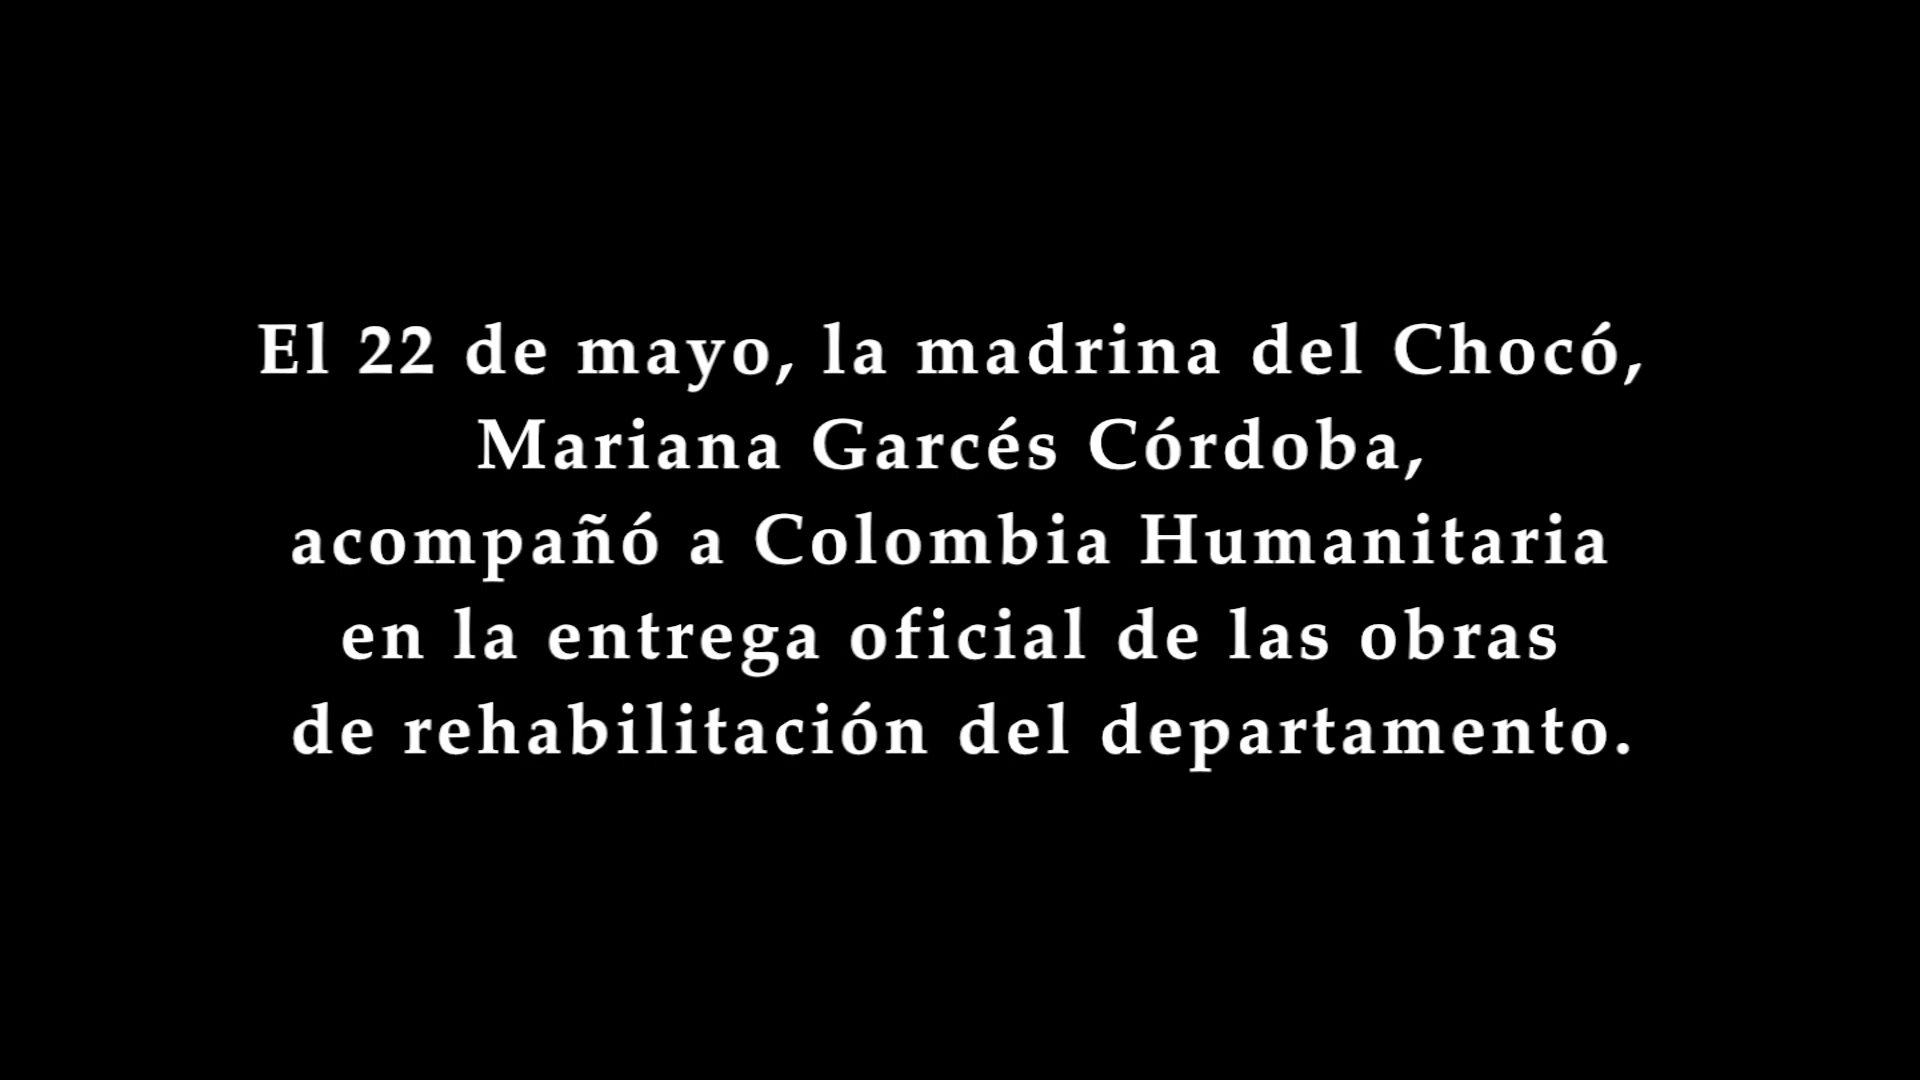 El 22 de mayo, la madrina del Chocó,
Mariana Garcés Córdoba,
acompañó a Colombia Humanitaria
en la entrega oficial de las obras
de rehabilitación del departamento.